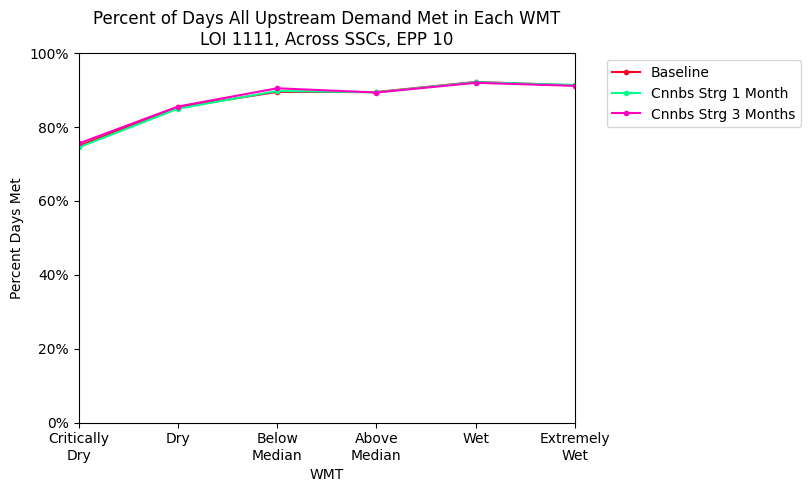 Percent of Days All Upstream Demand Met in Each WMT
LOI 1111, Across SSCs, EPP 10
100%
80%
60%
40%
20%
0%
Percent Days Met
Critically
Dry
Dry
Below
Median
Above
Median
Wet
Extremely
Wet
WMT
Baseline
Cnnbs Strg 1 Month
Cnnbs Strg 3 Months